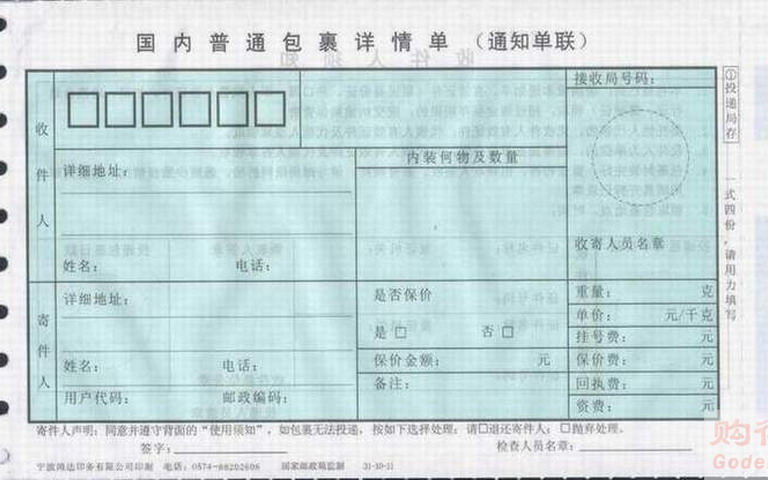 国内普通包裹详情单（通知单联）
接收局号码：
①投递局存
一式四份，请用力填写
收件人
详细地址：
姓名：
电话：
内装何物及数量
收寄人员名章
寄件人
详细地址：
姓名：
电话：
用户代码：
邮政编码：
是否保价
是 □ 否 □
保价金额： 元
备注：
重量： 克
单价： 元/千克
挂号费： 元
保价费： 元
回执费： 元
资费： 元
寄件人声明：同意并遵守背面的“使用须知”，如包裹无法投递，按如下选择处理：请□退还寄件人；□抛弃处理。
签字：
检查人员名章：
宁波鸿达印务有限公司印制 电话：0574-88202606 国家邮政局监制 31-10-11